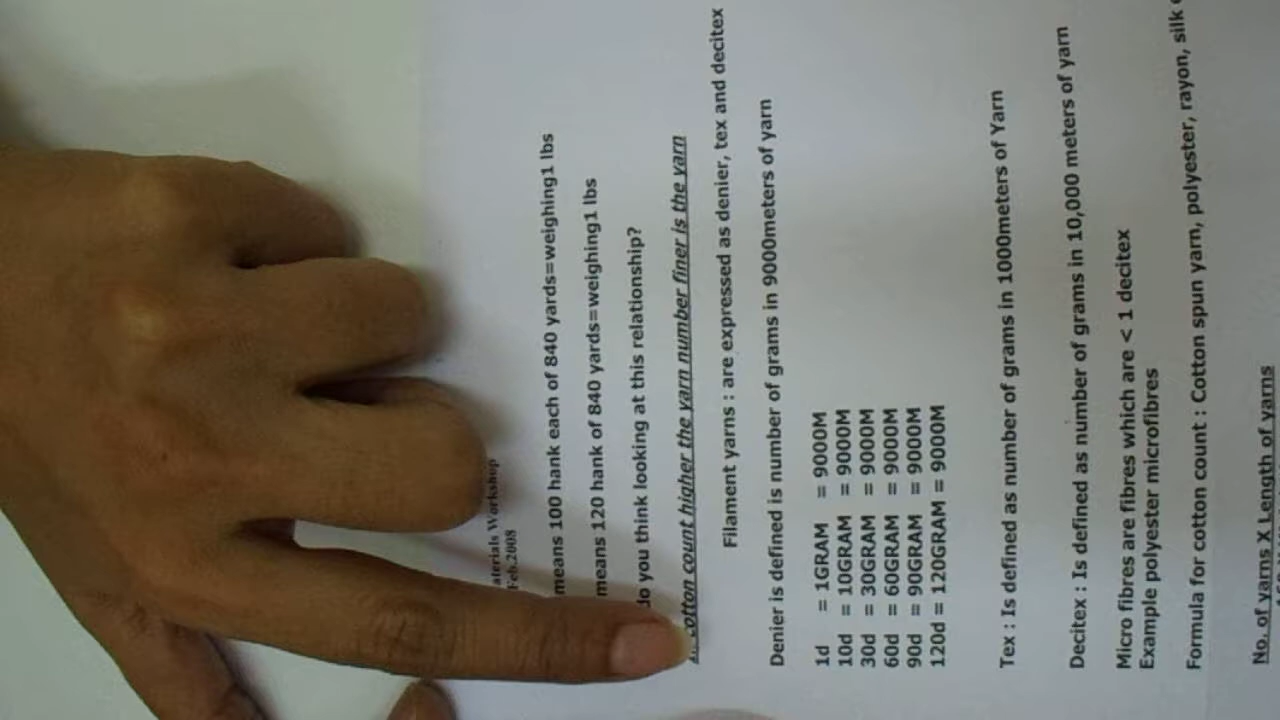 aterials Workshop
Feb.2008
means 100 hank each of 840 yards=weighing1 lbs
means 120 hank of 840 yards=weighing1 lbs
do you think looking at this relationship?
cotton count higher the yarn number finer is the yarn
Filament yarns : are expressed as denier, tex and decitex
Denier is defined is number of grams in 9000meters of yarn
1d = 1GRAM = 9000M
10d = 10GRAM = 9000M
30d = 30GRAM = 9000M
60d = 60GRAM = 9000M
90d = 90GRAM = 9000M
120d = 120GRAM = 9000M
Tex : Is defined as number of grams in 1000meters of Yarn
Decitex : Is defined as number of grams in 10,000 meters of yarn
Micro fibres are fibres which are < 1 decitex
Example polyester microfibres
Formula for cotton count : Cotton spun yarn, polyester, rayon, silk
No. of yarns X Length of yarns